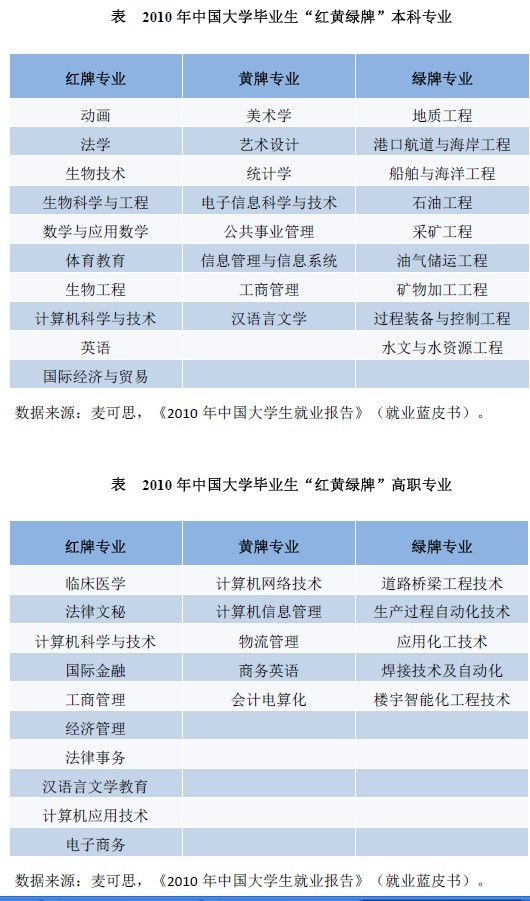 表 2010 年中国大学毕业生“红黄绿牌”本科专业
红牌专业 黄牌专业 绿牌专业
动画 美术学 地质工程
法学 艺术设计 港口航道与海岸工程
生物技术 统计学 船舶与海洋工程
生物科学与工程 电子信息科学与技术 石油工程
数学与应用数学 公共事业管理 采矿工程
体育教育 信息管理与信息系统 油气储运工程
生物工程 工商管理 矿物加工工程
计算机科学与技术 汉语言文学 过程装备与控制工程
英语 水文与水资源工程
国际经济与贸易
数据来源：麦可思，《2010 年中国大学生就业报告》（就业蓝皮书）。
表 2010 年中国大学毕业生“红黄绿牌”高职专业
红牌专业 黄牌专业 绿牌专业
临床医学 计算机网络技术 道路桥梁工程技术
法律文秘 计算机信息管理 生产过程自动化技术
计算机科学与技术 物流管理 应用化工技术
国际金融 商务英语 焊接技术及自动化
工商管理 会计电算化 楼宇智能化工程技术
经济管理
法律事务
汉语言文学教育
计算机应用技术
电子商务
数据来源：麦可思，《2010 年中国大学生就业报告》（就业蓝皮书）。